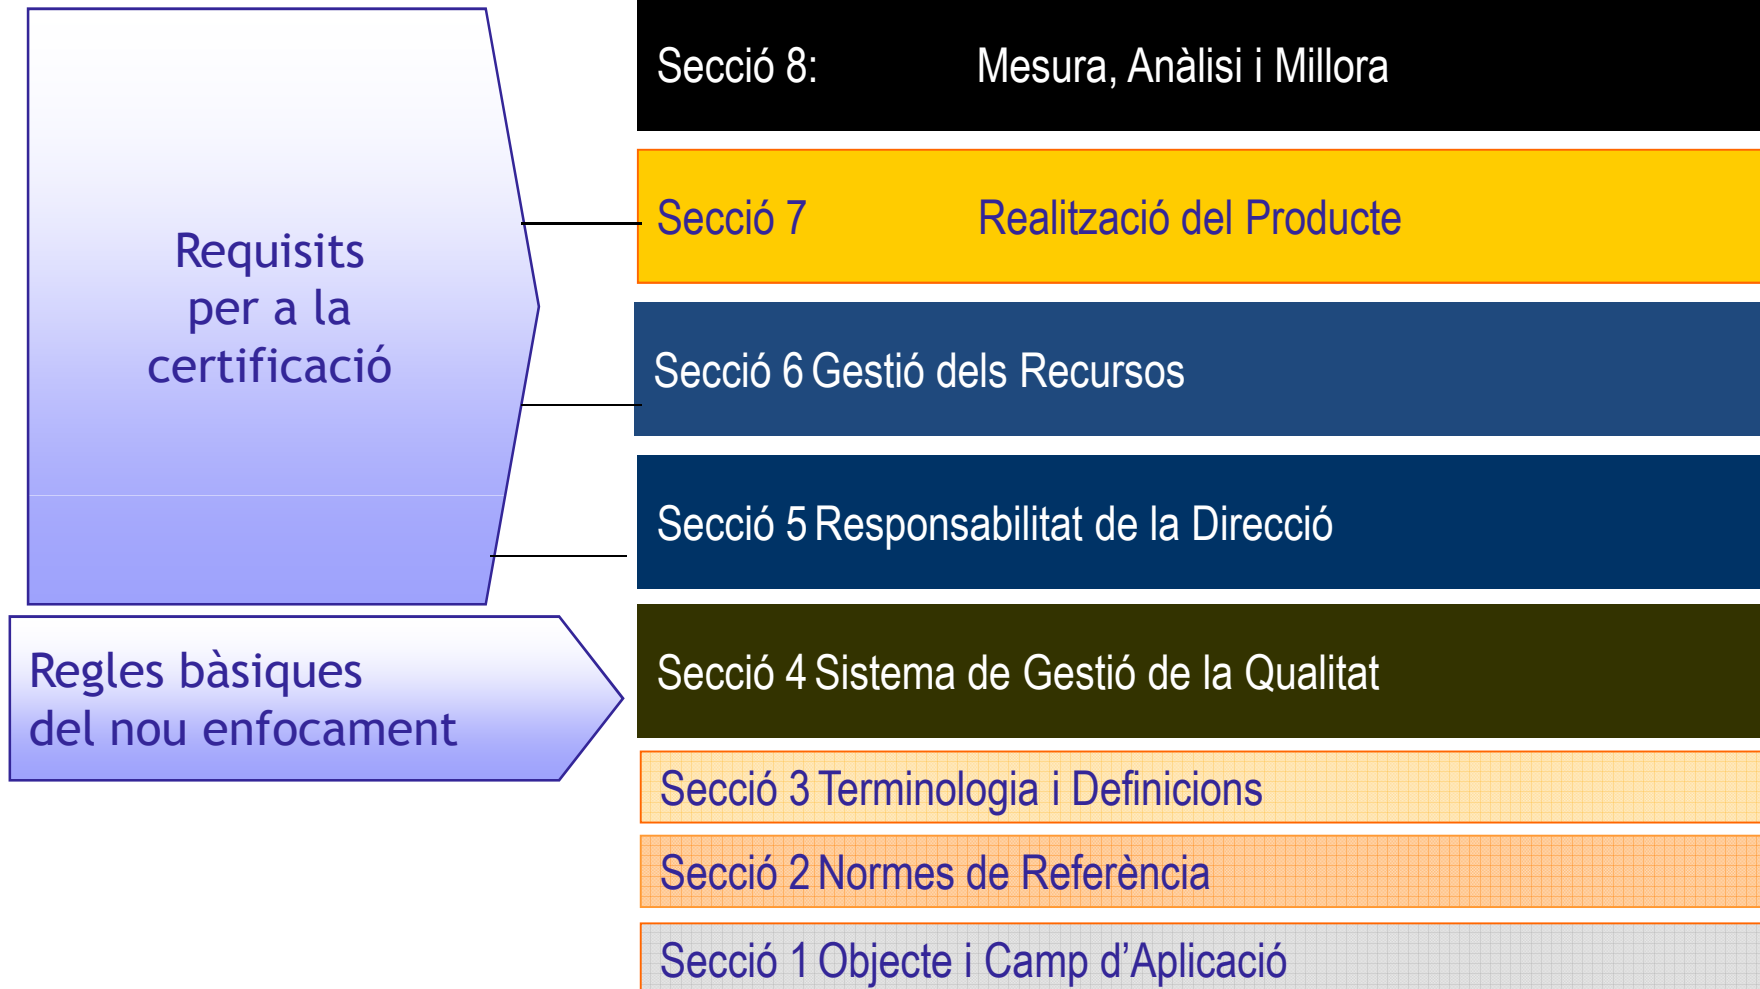 Requisits
per a la
certificació
Regles bàsiques
del nou enfocament
Secció 8: Mesura, Anàlisi i Millora
Secció 7 Realització del Producte
Secció 6 Gestió dels Recursos
Secció 5 Responsabilitat de la Direcció
Secció 4 Sistema de Gestió de la Qualitat
Secció 3 Terminologia i Definicions
Secció 2 Normes de Referència
Secció 1 Objecte i Camp d’Aplicació